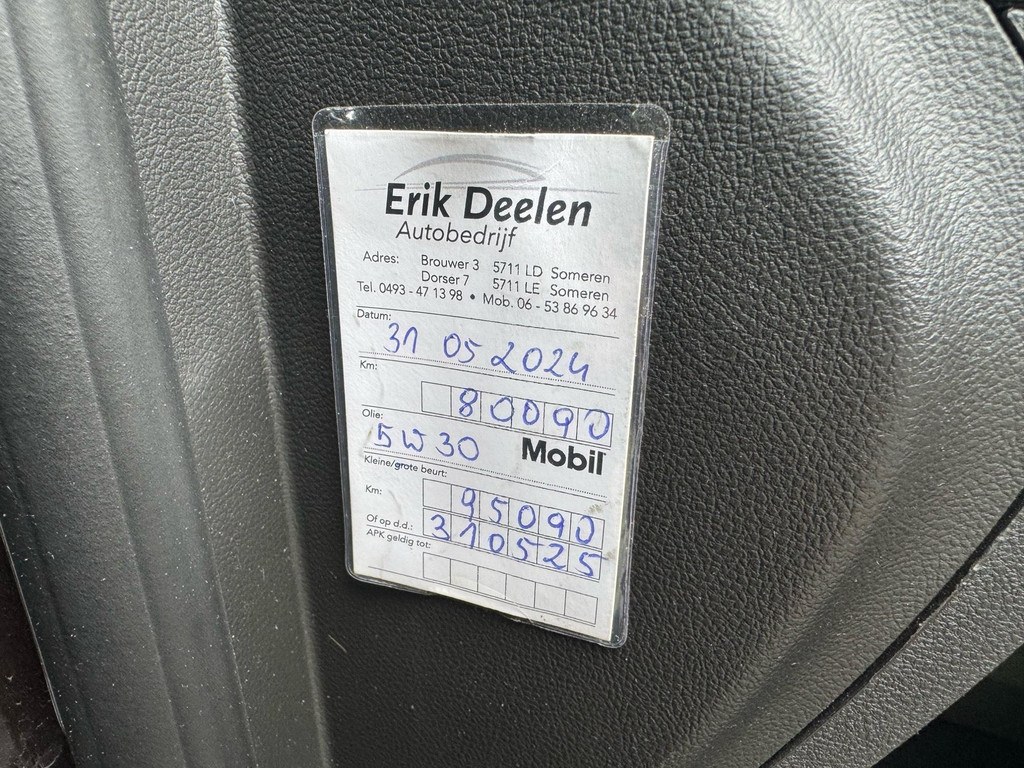 Erik Deelen
Autobedrijf
Adres: Brouwer 3 5711 LD Someren
Dorser 7 5711 LE Someren
Tel. 0493 - 47 13 98 • Mob. 06 - 53 86 96 34
Datum:
31 05 2024
Km:
80090
Olie:
5W30 Mobil
Kleine/grote beurt:
Km: 95090
Of op d.d.: 310525
APK geldig tot: